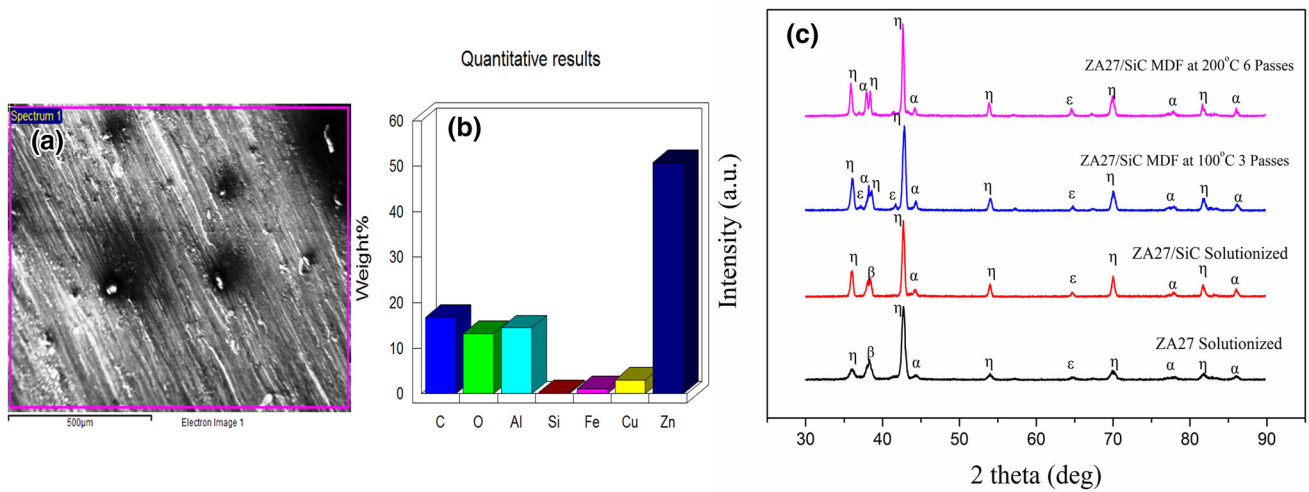 Spectrum 1
(a)
500µm
Electron Image 1
Quantitative results
(b)
Weight%
60
50
40
30
20
10
0
C O Al Si Fe Cu Zn
(c)
Intensity (a.u.)
η
η α η
ZA27/SiC MDF at 200°C 6 Passes
α η ε η α η α
η
η ε α η ε α
ZA27/SiC MDF at 100°C 3 Passes
η ε η α η α
η
η β α
ZA27/SiC Solutionized
η ε η α η α
η
η β α
ZA27 Solutionized
η ε η α η α
30 40 50 60 70 80 90
2 theta (deg)